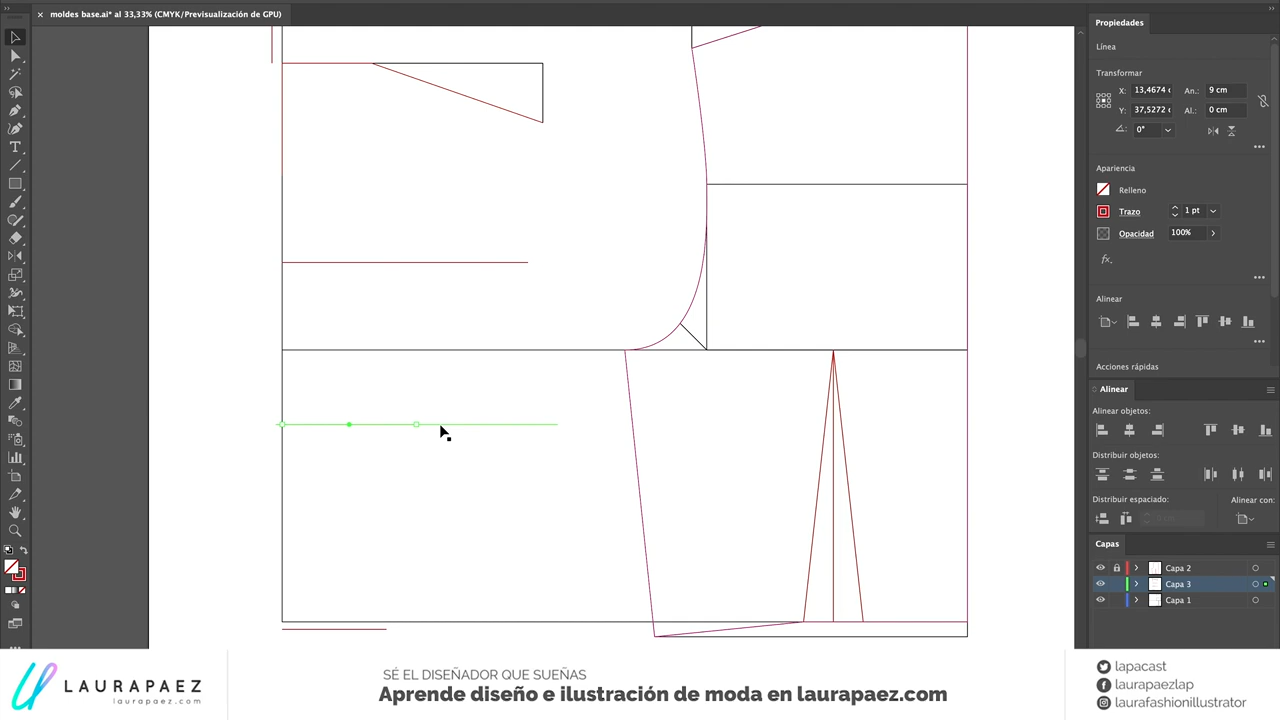 moldes base.ai* al 33,33% (CMYK/Previsualización de GPU)
Propiedades
Línea
Transformar
X: 13,4674 c An.: 9 cm
Y: 37,5272 c Al.: 0 cm
0°
Apariencia
Relleno
Trazo 1 pt
Opacidad 100%
fx.
Alinear
Acciones rápidas
Alinear
Alinear objetos:
Distribuir objetos:
Distribuir espaciado: Alinear con:
Capas
Capa 2
Capa 3
Capa 1
LAURAPAEZ
laurapaez.com
SÉ EL DISEÑADOR QUE SUEÑAS
Aprende diseño e ilustración de moda en laurapaez.com
lapacast
laurapaezlap
laurafashionillustrator